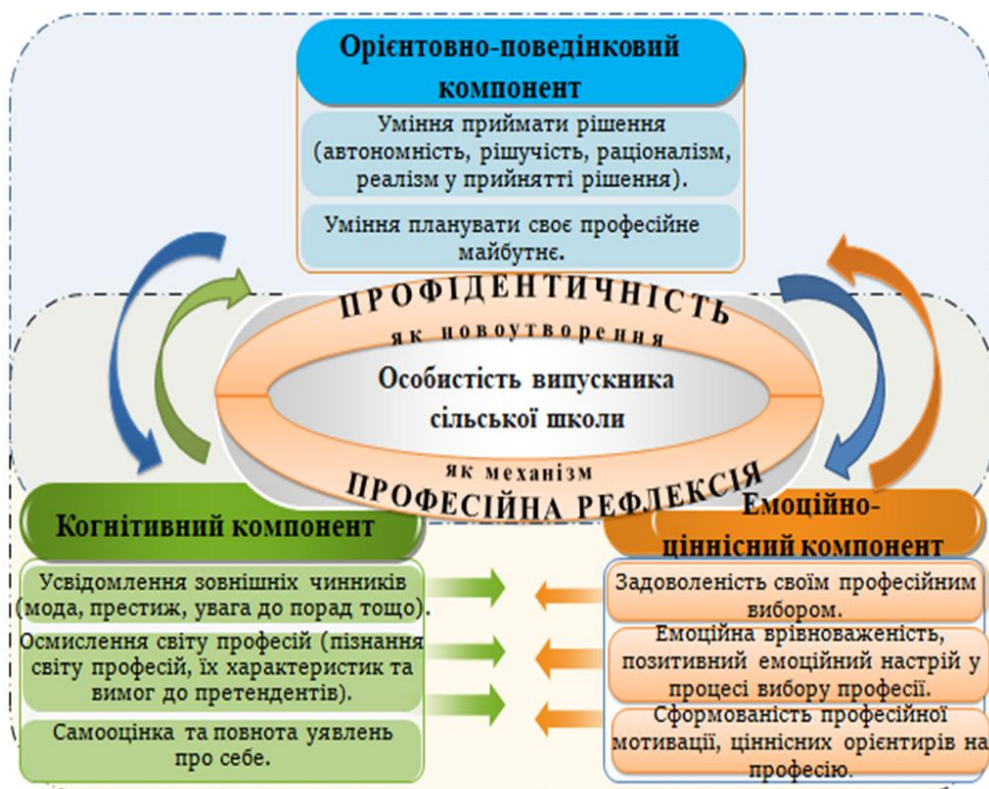 Орієнтовно-поведінковий
компонент
Уміння приймати рішення
(автономність, рішучість, раціоналізм,
реалізм у прийнятті рішення).
Уміння планувати своє професійне
майбутнє.
ПРОФІДЕНТИЧНІСТЬ
як новоутворення
Особистість випускника
сільської школи
як механізм
ПРОФЕСІЙНА РЕФЛЕКСІЯ
Когнітивний компонент
Усвідомлення зовнішніх чинників
(мода, престиж, увага до порад тощо).
Осмислення світу професій (пізнання
світу професій, їх характеристик та
вимог до претендентів).
Самооцінка та повнота уявлень
про себе.
Емоційно-
ціннісний компонент
Задоволеність своїм професійним
вибором.
Емоційна врівноваженість,
позитивний емоційний настрій у
процесі вибору професії.
Сформованість професійної
мотивації, ціннісних орієнтирів на
професію.